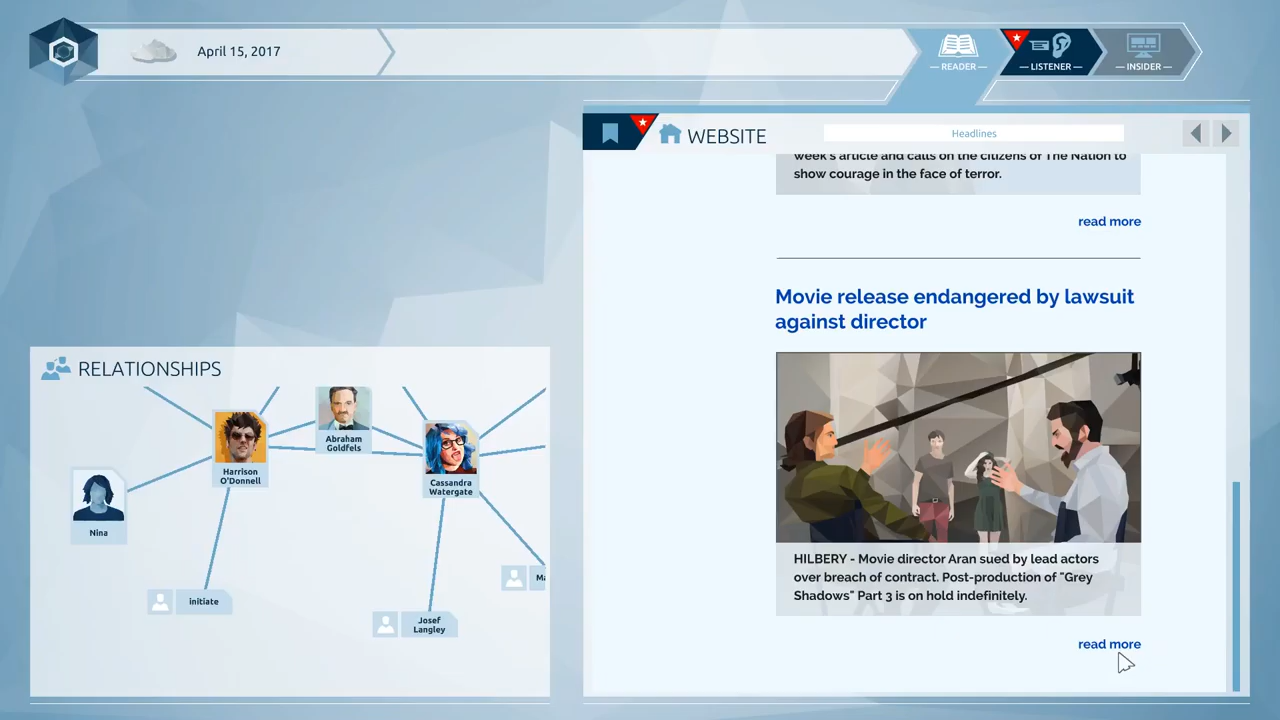 April 15, 2017
— READER —
— LISTENER —
— INSIDER —
WEBSITE
Headlines
week's article and calls on the citizens of The Nation to
show courage in the face of terror.
read more
Movie release endangered by lawsuit
against director
HILBERY - Movie director Aran sued by lead actors
over breach of contract. Post-production of "Grey
Shadows" Part 3 is on hold indefinitely.
read more
RELATIONSHIPS
Abraham
Goldfels
Harrison
O'Donnell
Cassandra
Watergate
Nina
initiate
Josef
Langley
Ma